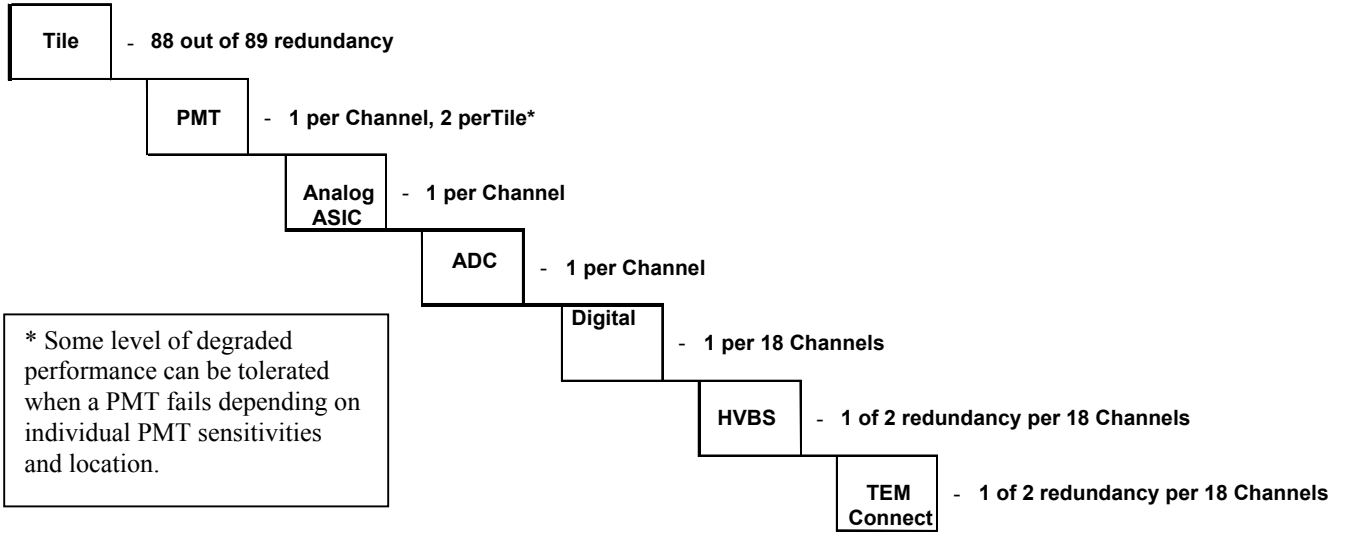 Tile - 88 out of 89 redundancy
PMT - 1 per Channel, 2 perTile*
Analog - 1 per Channel
ASIC
ADC - 1 per Channel
Digital
- 1 per 18 Channels
* Some level of degraded
performance can be tolerated
when a PMT fails depending on
individual PMT sensitivities
and location.
HVBS - 1 of 2 redundancy per 18 Channels
TEM - 1 of 2 redundancy per 18 Channels
Connect